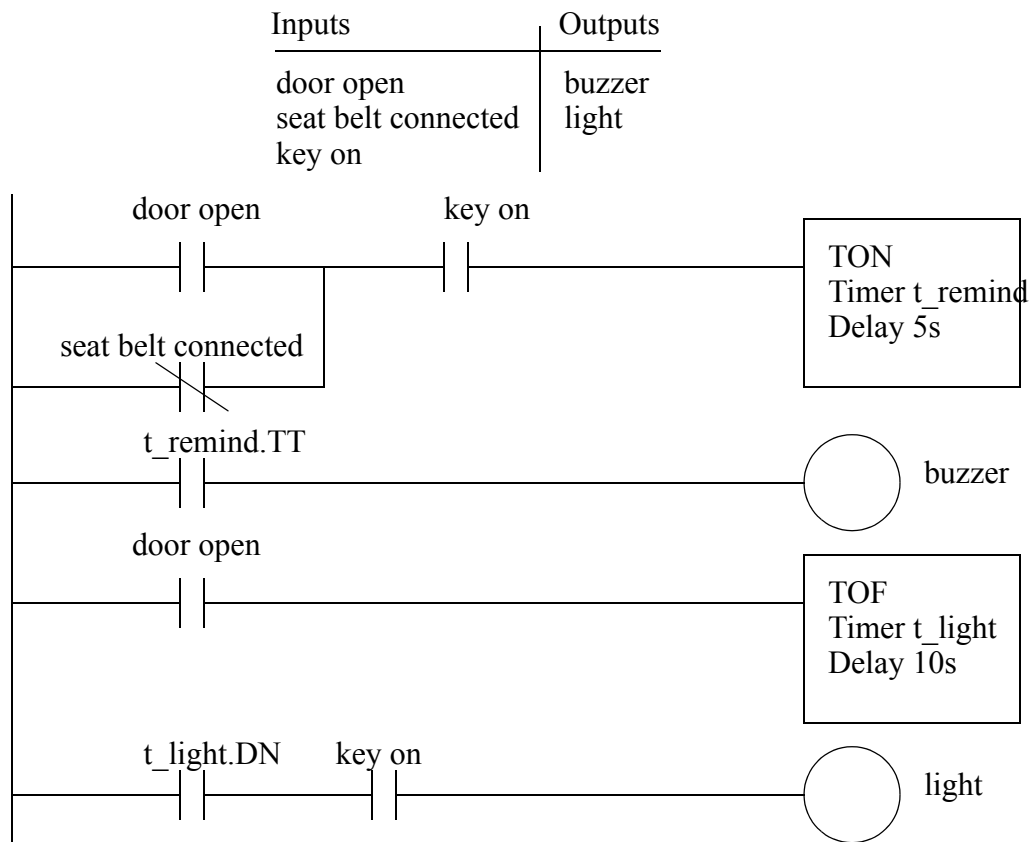 Inputs Outputs
door open buzzer
seat belt connected light
key on
door open key on
TON
Timer t_remind
Delay 5s
seat belt connected
t_remind.TT
buzzer
door open
TOF
Timer t_light
Delay 10s
t_light.DN key on
light